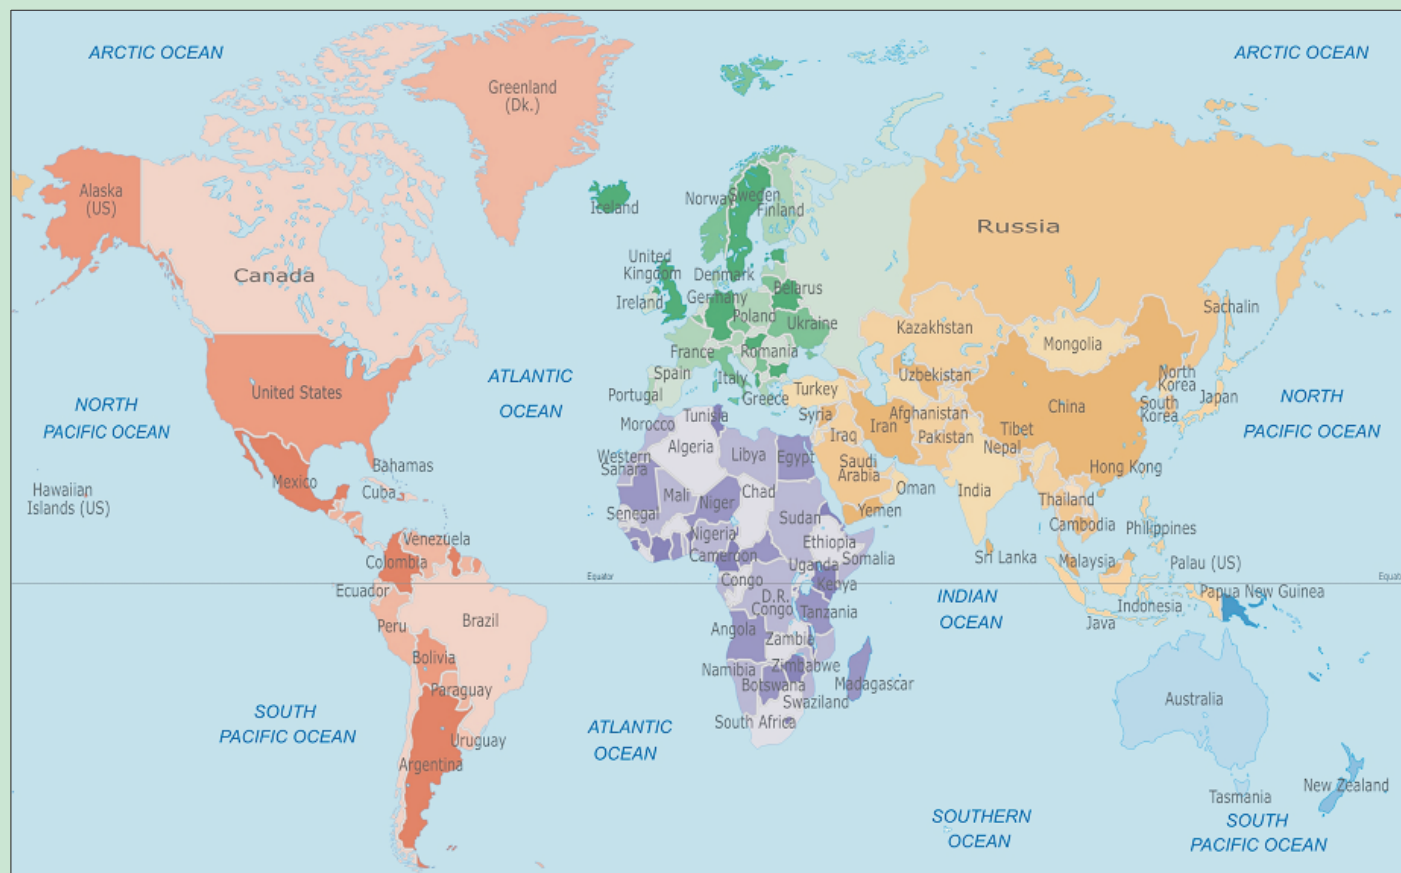 ARCTIC OCEAN
ARCTIC OCEAN
Greenland
(Dk.)
Alaska
(US)
Iceland
Norway
Sweden
Finland
Russia
Canada
United
Kingdom
Denmark
Ireland
Germany
Belarus
Poland
Ukraine
Sachalin
Kazakhstan
Mongolia
France
Romania
United States
ATLANTIC
OCEAN
Spain
Italy
Portugal
Greece
Turkey
Uzbekistan
North
Korea
South
Korea
Japan
China
NORTH
PACIFIC OCEAN
NORTH
PACIFIC OCEAN
Morocco
Tunisia
Syria
Iran
Afghanistan
Iraq
Pakistan
Tibet
Nepal
Algeria
Libya
Egypt
Western
Sahara
Saudi
Arabia
Hong Kong
Bahamas
Mexico
Cuba
Hawaiian
Islands (US)
Mali
Niger
Chad
Oman
India
Thailand
Senegal
Sudan
Yemen
Cambodia
Philippines
Venezuela
Nigeria
Ethiopia
Cameroon
Somalia
Sri Lanka
Malaysia
Palau (US)
Colombia
Uganda
Equator
Congo
Kenya
Equato
Ecuador
D.R.
Congo
INDIAN
OCEAN
Papua New Guinea
Indonesia
Java
Peru
Brazil
Tanzania
Angola
Zambia
Bolivia
Namibia
Zimbabwe
Botswana
Madagascar
Paraguay
Swaziland
Australia
SOUTH
PACIFIC OCEAN
ATLANTIC
OCEAN
South Africa
Uruguay
Argentina
New Zealand
Tasmania
SOUTHERN
OCEAN
SOUTH
PACIFIC OCEAN